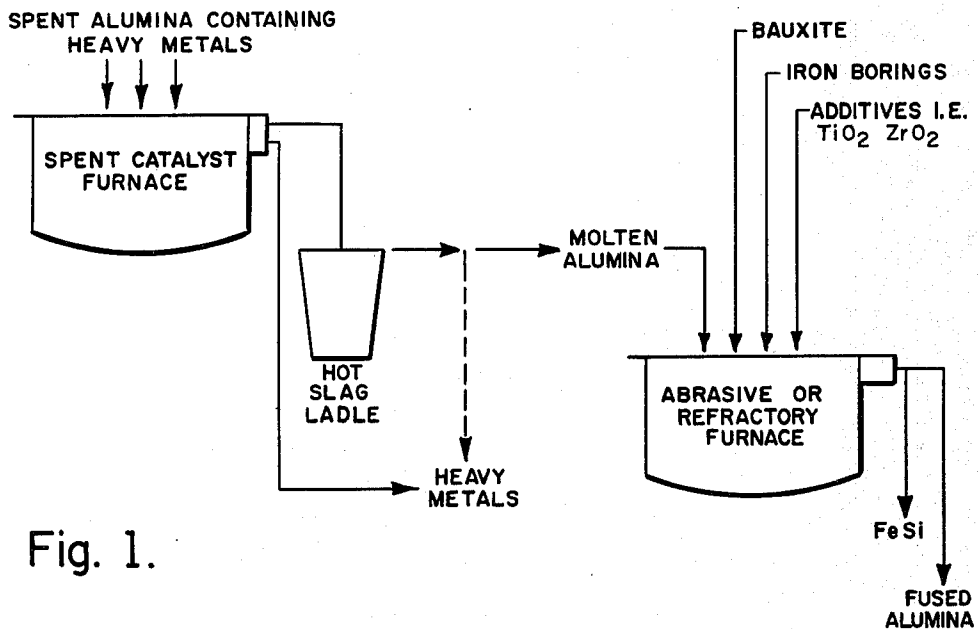 SPENT ALUMINA CONTAINING
HEAVY METALS
SPENT CATALYST
FURNACE
HOT
SLAG
LADLE
HEAVY
METALS
MOLTEN
ALUMINA
BAUXITE
IRON BORINGS
ADDITIVES I.E.
TiO₂ ZrO₂
ABRASIVE OR
REFRACTORY
FURNACE
FeSi
FUSED
ALUMINA
Fig. 1.